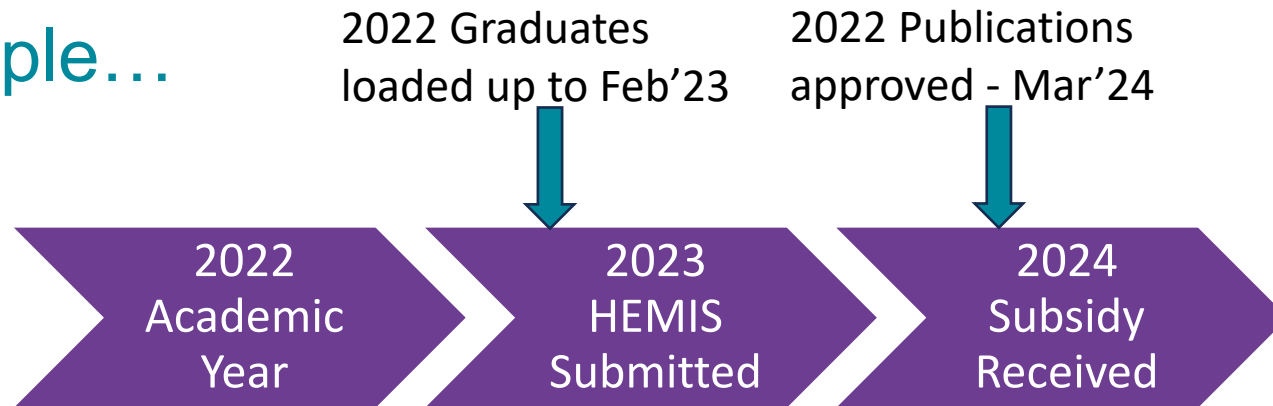 ple…
2022 Graduates
loaded up to Feb’23
2022 Publications
approved - Mar’24
2022
Academic
Year
2023
HEMIS
Submitted
2024
Subsidy
Received